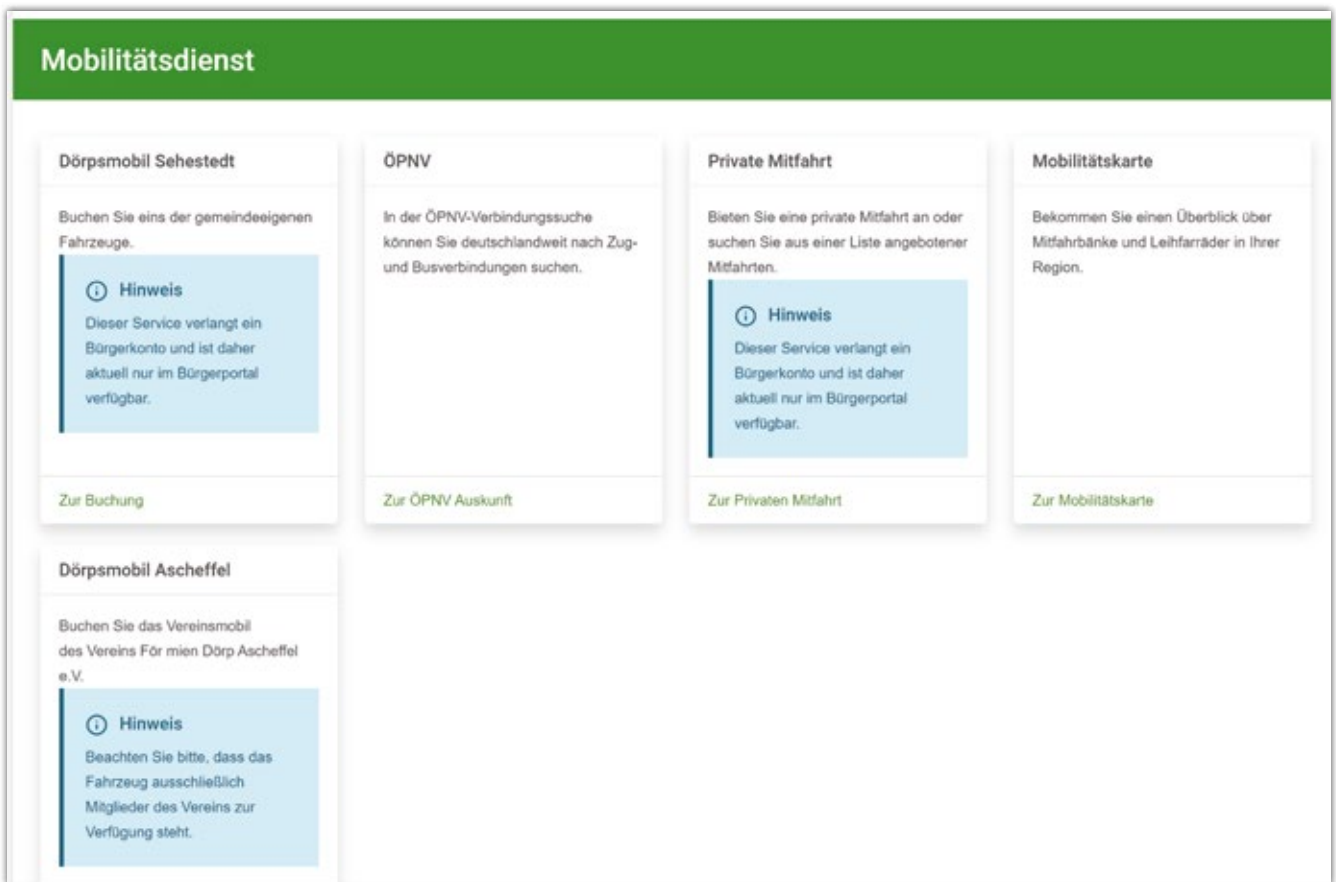 Mobilitätsdienst
Dörpsmobil Sehestedt
Buchen Sie eins der gemeindeeigenen
Fahrzeuge.
Hinweis
Dieser Service verlangt ein
Bürgerkonto und ist daher
aktuell nur im Bürgerportal
verfügbar.
Zur Buchung
ÖPNV
In der ÖPNV-Verbindungssuche
können Sie deutschlandweit nach Zug-
und Busverbindungen suchen.
Zur ÖPNV Auskunft
Private Mitfahrt
Bieten Sie eine private Mitfahrt an oder
suchen Sie aus einer Liste angebotener
Mitfahrten.
Hinweis
Dieser Service verlangt ein
Bürgerkonto und ist daher
aktuell nur im Bürgerportal
verfügbar.
Zur Privaten Mitfahrt
Mobilitätskarte
Bekommen Sie einen Überblick über
Mitfahrbänke und Leihfarräder in Ihrer
Region.
Zur Mobilitätskarte
Dörpsmobil Ascheffel
Buchen Sie das Vereinsmobil
des Vereins För mien Dörp Ascheffel
e.V.
Hinweis
Beachten Sie bitte, dass das
Fahrzeug ausschließlich
Mitglieder des Vereins zur
Verfügung steht.